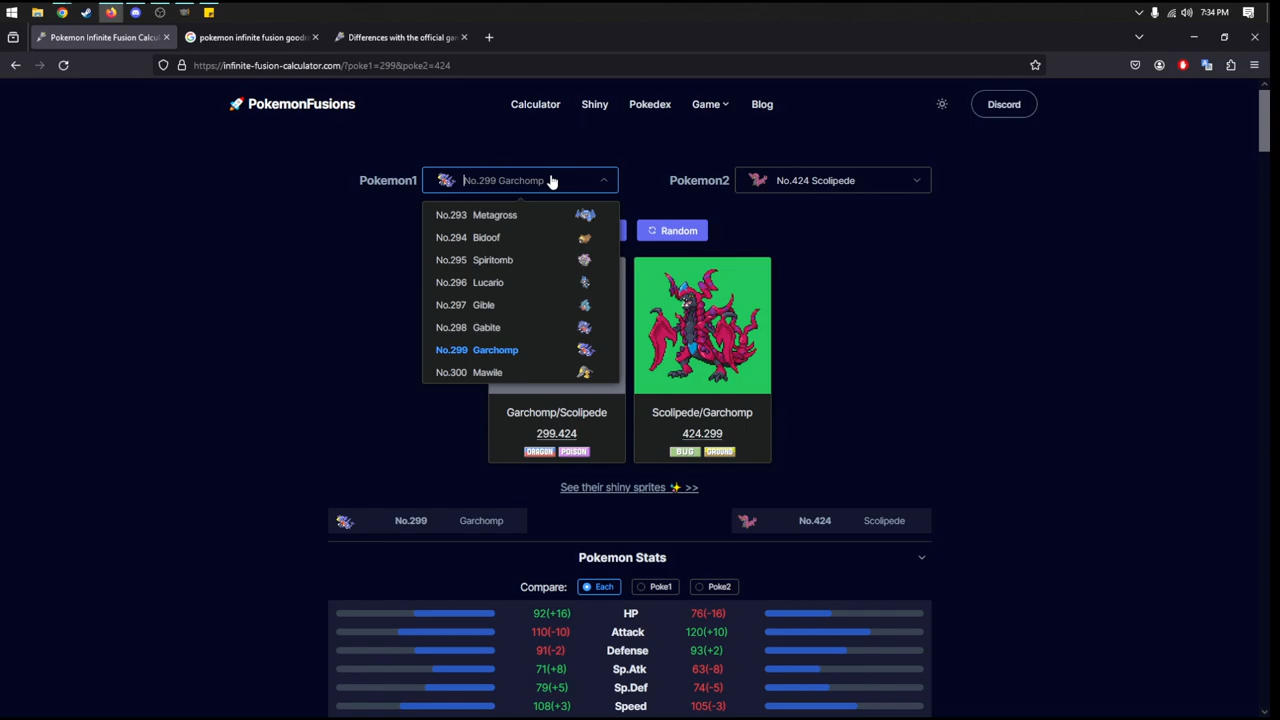 7:34 PM
Pokemon Infinite Fusion Calcul
pokemon infinite fusion goodr
Differences with the official gar
https://infinite-fusion-calculator.com/?poke1=299&poke2=424
PokemonFusions
Calculator
Shiny
Pokedex
Game
Blog
Discord
Pokemon1
No.299 Garchomp
Pokemon2
No.424 Scolipede
No.293 Metagross
No.294 Bidoof
No.295 Spiritomb
No.296 Lucario
No.297 Gible
No.298 Gabite
No.299 Garchomp
No.300 Mawile
Random
Garchomp/Scolipede
299.424
DRAGON POISON
Scolipede/Garchomp
424.299
BUG GROUND
See their shiny sprites ✨ >>
No.299 Garchomp
No.424 Scolipede
Pokemon Stats
Compare: Each Poke1 Poke2
92(+16) HP 76(-16)
110(-10) Attack 120(+10)
91(-2) Defense 93(+2)
71(+8) Sp.Atk 63(-8)
79(+5) Sp.Def 74(-5)
108(+3) Speed 105(-3)